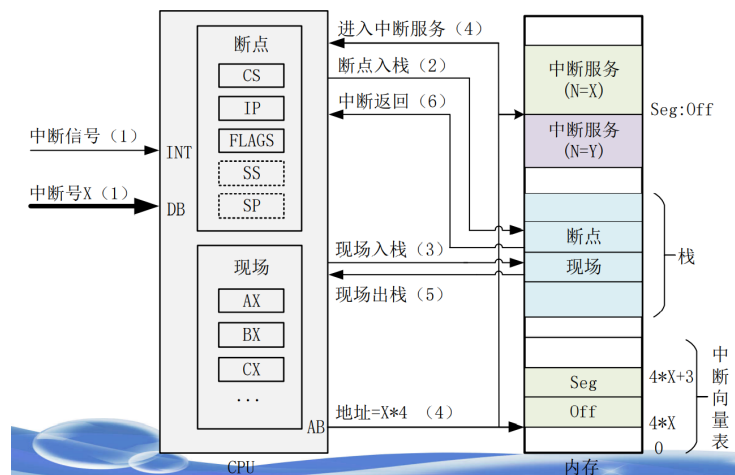 进入中断服务（4）
断点
断点入栈（2）
CS
中断服务
(N=X)
IP
中断返回（6）
Seg:Off
中断信号（1）
FLAGS
中断服务
(N=Y)
INT
SS
中断号X（1）
SP
DB
断点
现场入栈（3）
现场
栈
现场
现场出栈（5）
AX
BX
CX
...
Seg
4*X+3
Off
中断向量表
地址=X*4 （4）
4*X
AB
0
CPU
内存